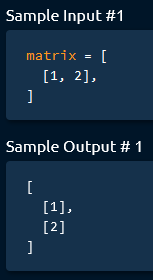 Sample Input #1
matrix = [
  [1, 2],
]
Sample Output # 1
[
  [1],
  [2]
]